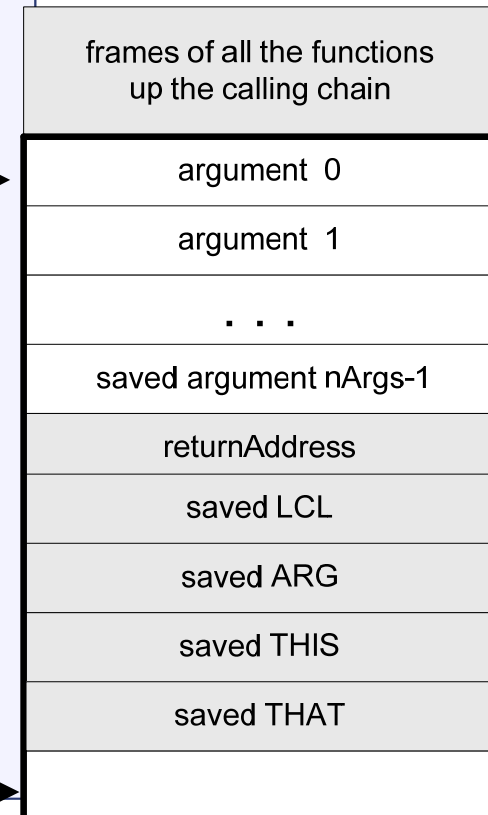 frames of all the functions
up the calling chain
argument 0
argument 1
. . .
saved argument nArgs-1
returnAddress
saved LCL
saved ARG
saved THIS
saved THAT